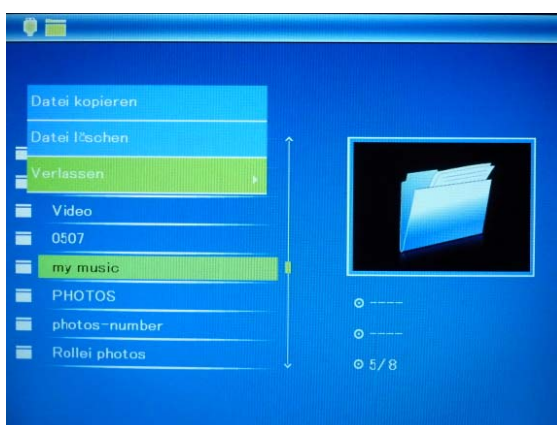 Datei kopieren
Datei löschen
Verlassen
Video
0507
my music
PHOTOS
photos-number
Rollei photos
----
----
5/8